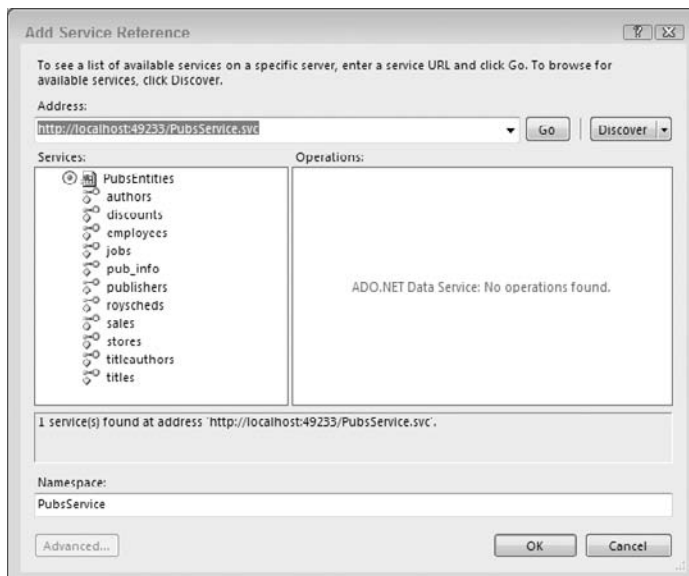 Add Service Reference
To see a list of available services on a specific server, enter a service URL and click Go. To browse for
available services, click Discover.
Address:
http://localhost:49233/PubsService.svc
Go
Discover
Services:
Operations:
PubsEntities
authors
discounts
employees
jobs
pub_info
publishers
royscheds
sales
stores
titleauthors
titles
ADO.NET Data Service: No operations found.
1 service(s) found at address 'http://localhost:49233/PubsService.svc'.
Namespace:
PubsService
Advanced...
OK
Cancel